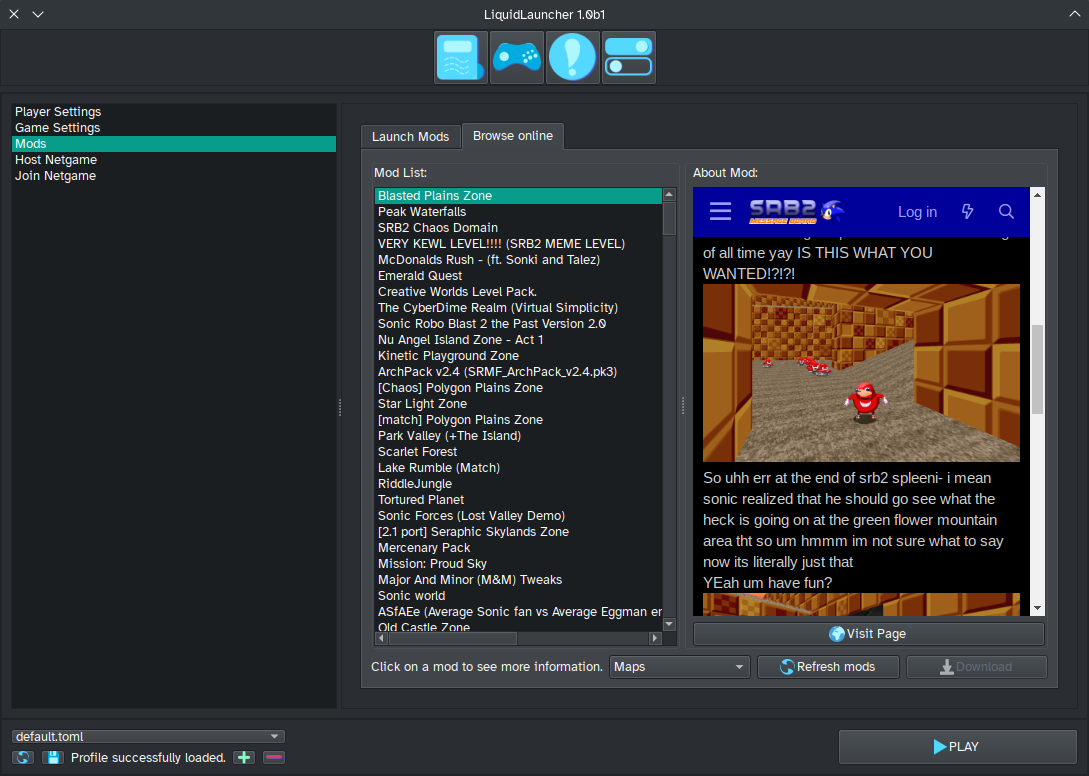 LiquidLauncher 1.0b1
Player Settings
Game Settings
Mods
Host Netgame
Join Netgame
Launch Mods
Browse online
Mod List:
Blasted Plains Zone
Peak Waterfalls
SRB2 Chaos Domain
VERY KEWL LEVEL!!!! (SRB2 MEME LEVEL)
McDonalds Rush - (ft. Sonki and Talez)
Emerald Quest
Creative Worlds Level Pack.
The CyberDime Realm (Virtual Simplicity)
Sonic Robo Blast 2 the Past Version 2.0
Nu Angel Island Zone - Act 1
Kinetic Playground Zone
ArchPack v2.4 (SRMF_ArchPack_v2.4.pk3)
[Chaos] Polygon Plains Zone
Star Light Zone
[match] Polygon Plains Zone
Park Valley (+The Island)
Scarlet Forest
Lake Rumble (Match)
RiddleJungle
Tortured Planet
Sonic Forces (Lost Valley Demo)
[2.1 port] Seraphic Skylands Zone
Mercenary Pack
Mission: Proud Sky
Major And Minor (M&M) Tweaks
Sonic world
ASfAEe (Average Sonic fan vs Average Eggman er
Old Castle Zone
About Mod:
SRB2
MESSAGE BOARD
Log in
of all time yay IS THIS WHAT YOU
WANTED!?!?!
So uhh err at the end of srb2 spleeni- i mean
sonic realized that he should go see what the
heck is going on at the green flower mountain
area tht so um hmmm im not sure what to say
now its literally just that
YEah um have fun?
Visit Page
Click on a mod to see more information.
Maps
Refresh mods
Download
default.toml
Profile successfully loaded.
PLAY